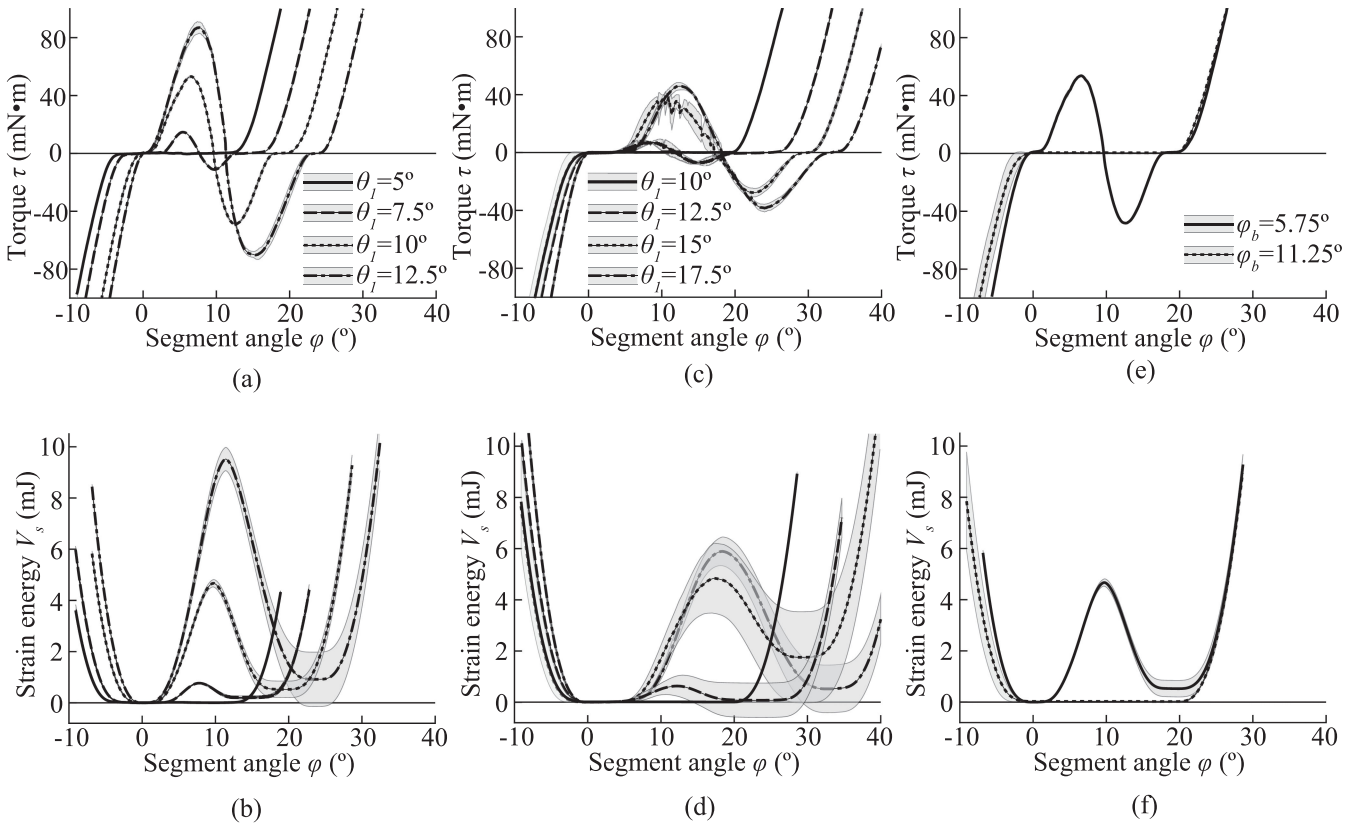 80
40
0
-40
-80
Torque τ (mN•m)
θ₁=5º
θ₁=7.5º
θ₁=10º
θ₁=12.5º
-10 0 10 20 30 40
Segment angle φ (º)
(a)
80
40
0
-40
-80
Torque τ (mN•m)
θ₁=10º
θ₁=12.5º
θ₁=15º
θ₁=17.5º
-10 0 10 20 30 40
Segment angle φ (º)
(c)
80
40
0
-40
-80
Torque τ (mN•m)
φ_b=5.75º
φ_b=11.25º
-10 0 10 20 30 40
Segment angle φ (º)
(e)
10
8
6
4
2
0
Strain energy V_s (mJ)
-10 0 10 20 30 40
Segment angle φ (º)
(b)
10
8
6
4
2
0
Strain energy V_s (mJ)
-10 0 10 20 30 40
Segment angle φ (º)
(d)
10
8
6
4
2
0
Strain energy V_s (mJ)
-10 0 10 20 30 40
Segment angle φ (º)
(f)